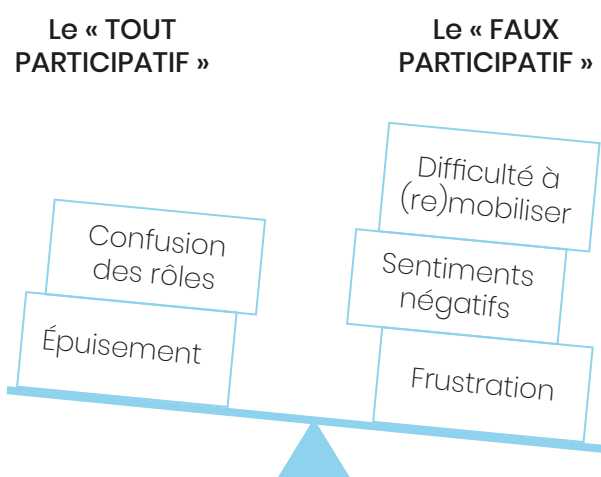 Le « TOUT
PARTICIPATIF »
Le « FAUX
PARTICIPATIF »
Confusion
des rôles
Épuisement
Difficulté à
(re)mobiliser
Sentiments
négatifs
Frustration